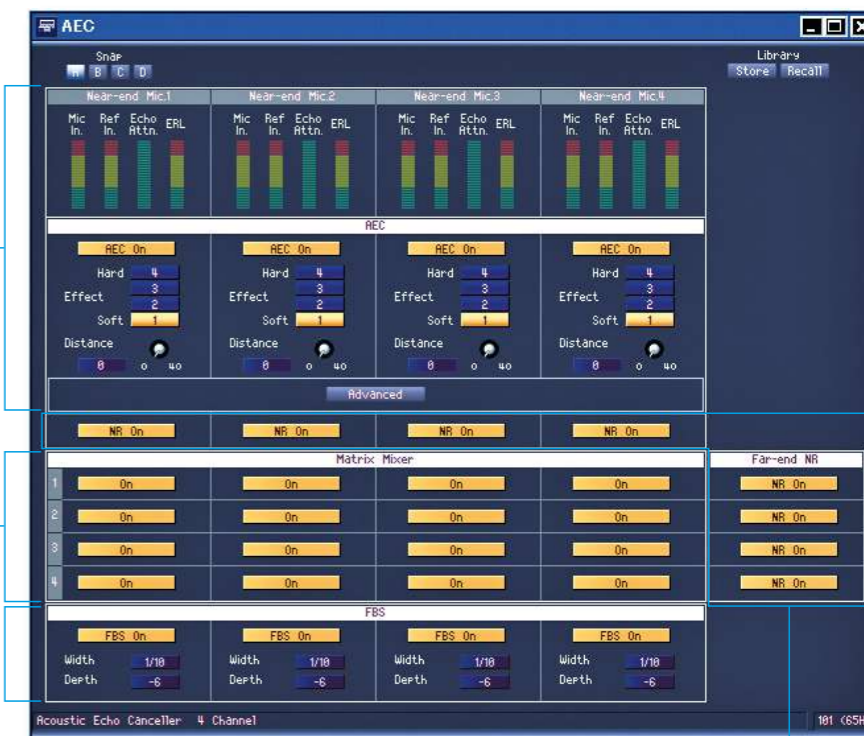 AEC
Snap
A B C D
Library
Store Recall
Near-end Mic.1 Near-end Mic.2 Near-end Mic.3 Near-end Mic.4
Mic In. Ref In. Echo Attn. ERL Mic In. Ref In. Echo Attn. ERL Mic In. Ref In. Echo Attn. ERL Mic In. Ref In. Echo Attn. ERL
AEC
AEC On AEC On AEC On AEC On
Hard 4 Hard 4 Hard 4 Hard 4
3 3 3 3
Effect Effect Effect Effect
2 2 2 2
Soft 1 Soft 1 Soft 1 Soft 1
Distance Distance Distance Distance
0 0 40 0 0 40 0 0 40 0 0 40
Advanced
NR On NR On NR On NR On
Matrix Mixer Far-end NR
1 On On On On NR On
2 On On On On NR On
3 On On On On NR On
4 On On On On NR On
FBS
FBS On FBS On FBS On FBS On
Width 1/10 Width 1/10 Width 1/10 Width 1/10
Depth -6 Depth -6 Depth -6 Depth -6
Acoustic Echo Canceller 4 Channel 101 (65H